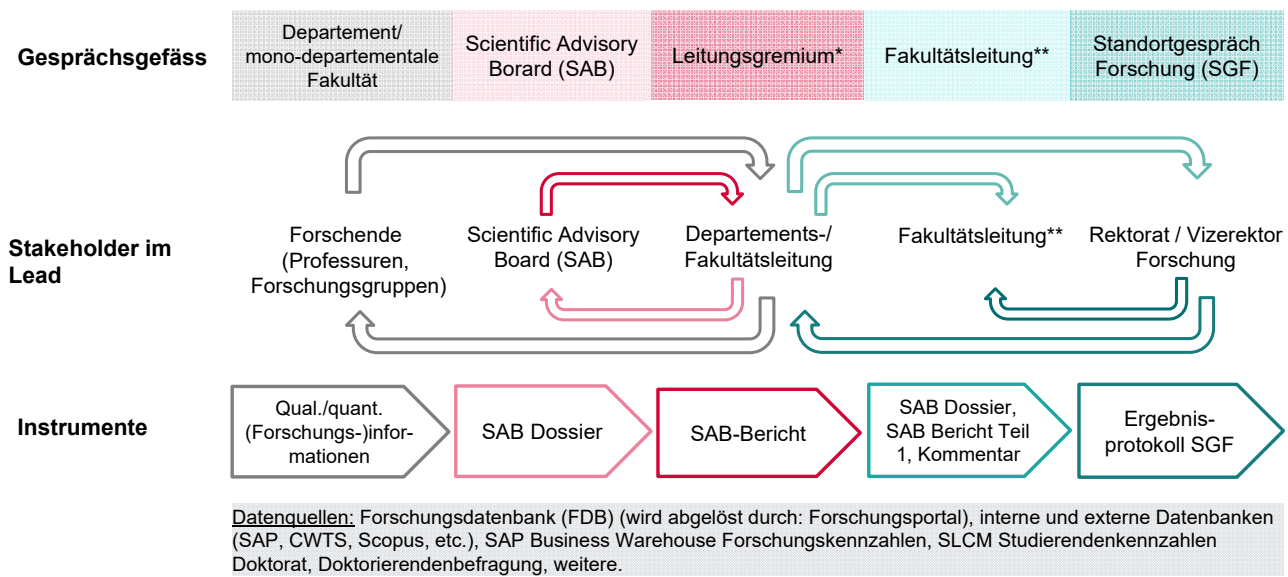 Gesprächsgefäss
Departement/
mono-departementale
Fakultät
Scientific Advisory
Borard (SAB)
Leitungsgremium*
Fakultätsleitung**
Standortgespräch
Forschung (SGF)
Stakeholder im
Lead
Forschende
(Professuren,
Forschungsgruppen)
Scientific Advisory
Board (SAB)
Departements-/
Fakultätsleitung
Fakultätsleitung**
Rektorat / Vizerektor
Forschung
Instrumente
Qual./quant.
(Forschungs-)infor-
mationen
SAB Dossier
SAB-Bericht
SAB Dossier,
SAB Bericht Teil
1, Kommentar
Ergebnis-
protokoll SGF
Datenquellen: Forschungsdatenbank (FDB) (wird abgelöst durch: Forschungsportal), interne und externe Datenbanken
(SAP, CWTS, Scopus, etc.), SAP Business Warehouse Forschungskennzahlen, SLCM Studierendenkennzahlen
Doktorat, Doktorierendenbefragung, weitere.